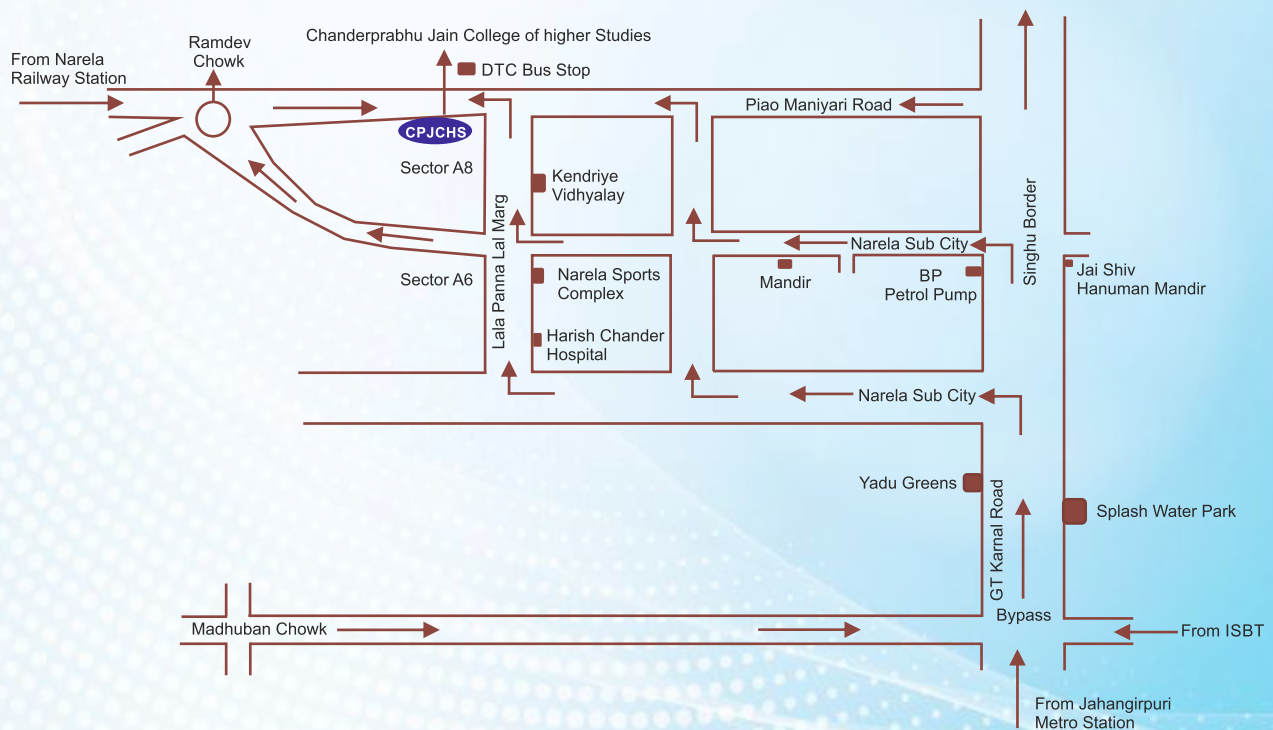 Chanderprabhu Jain College of higher Studies
Ramdev
Chowk
From Narela
Railway Station
DTC Bus Stop
Piao Maniyari Road
CPJCHS
Sector A8
Kendriye
Vidhyalay
Lala Panna Lal Marg
Singhu Border
Narela Sub City
Sector A6
Narela Sports
Complex
Mandir
BP
Petrol Pump
Jai Shiv
Hanuman Mandir
Harish Chander
Hospital
Narela Sub City
Yadu Greens
GT Karnal Road
Splash Water Park
Bypass
Madhuban Chowk
From ISBT
From Jahangirpuri
Metro Station